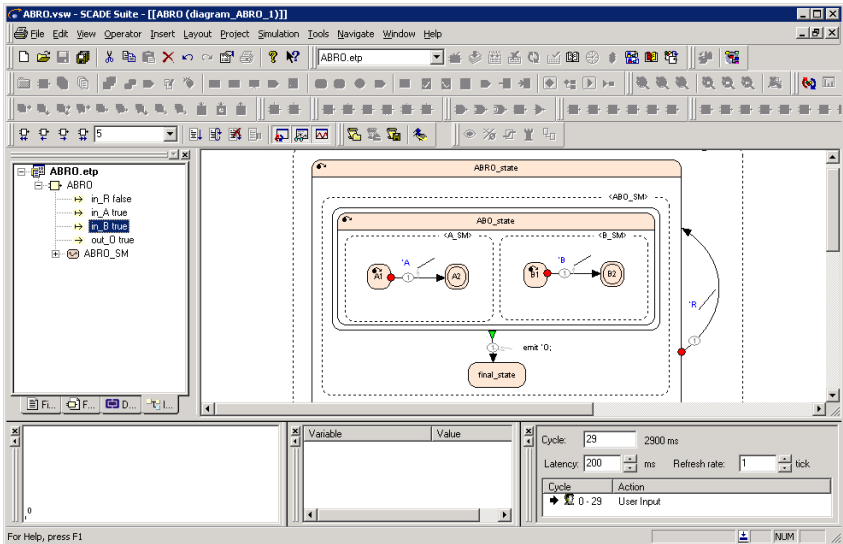 ABRO.vsw - SCADE Suite - [[ABRO (diagram_ABRO_1)]]
File Edit View Operator Insert Layout Project Simulation Tools Navigate Window Help
ABRO.etp
5
ABRO.etp
ABRO
in_R false
in_A true
in_B true
out_O true
ABRO_SM
Fi... F... D... I...
ABRO_state
<ABO_SM>
ABO_state
<A_SM> <B_SM>
'A 'B
A1 1 A2 B1 1 B2
'R
1 emit 'O; 1
final_state
0
Variable Value
Cycle: 29 2900 ms
Latency: 200 ms Refresh rate: 1 tick
Cycle Action
0 - 29 User Input
For Help, press F1 NUM